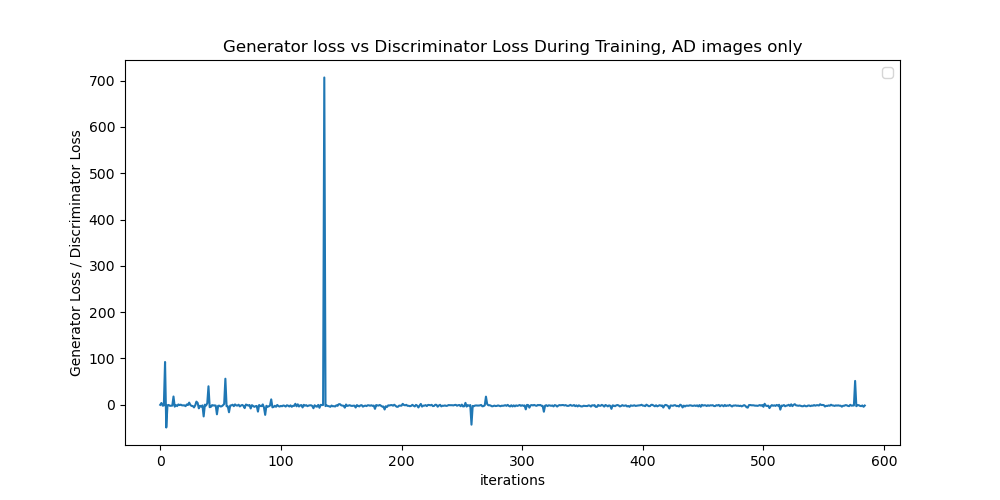 Generator loss vs Discriminator Loss During Training, AD images only
Generator Loss / Discriminator Loss
700
600
500
400
300
200
100
0
0 100 200 300 400 500 600
iterations